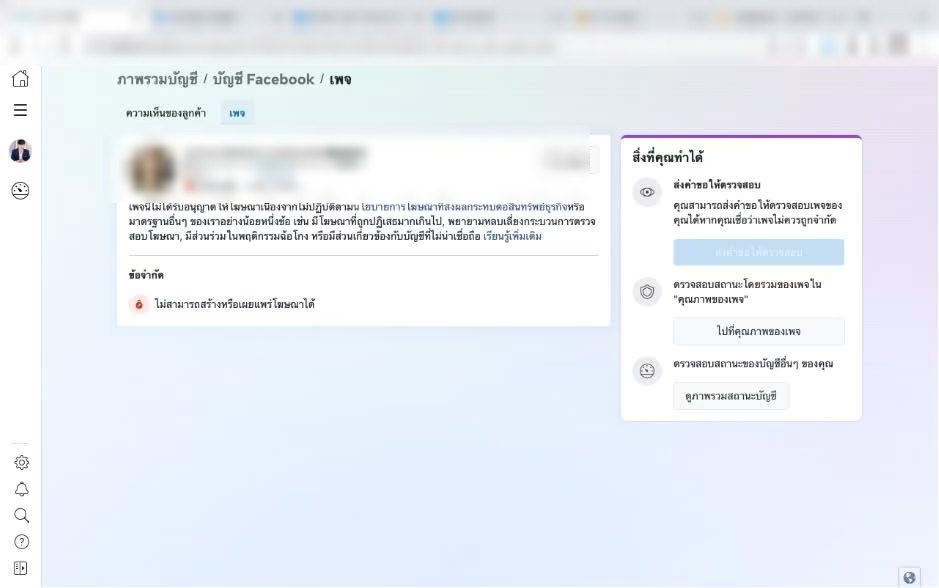 ภาพรวมบัญชี / บัญชี Facebook / เพจ
ความเห็นของลูกค้า
เพจ
เพจนี้ไม่ได้รับอนุญาตให้โฆษณาเนื่องจากไม่ปฏิบัติตามนโยบายการโฆษณาที่ส่งผลกระทบต่อสินทรัพย์ธุรกิจหรือ
มาตรฐานอื่นๆ ของเราอย่างน้อยหนึ่งข้อ เช่น มีโฆษณาที่ถูกปฏิเสธมากเกินไป, พยายามหลบเลี่ยงกระบวนการตรวจ
สอบโฆษณา, มีส่วนร่วมในพฤติกรรมฉ้อโกง หรือมีส่วนเกี่ยวข้องกับบัญชีที่ไม่น่าเชื่อถือ เรียนรู้เพิ่มเติม
ข้อจำกัด
ไม่สามารถสร้างหรือเผยแพร่โฆษณาได้
สิ่งที่คุณทำได้
ส่งคำขอให้ตรวจสอบ
คุณสามารถส่งคำขอให้ตรวจสอบเพจของ
คุณได้หากคุณเชื่อว่าเพจไม่ควรถูกจำกัด
ส่งคำขอให้ตรวจสอบ
ตรวจสอบสถานะโดยรวมของเพจใน
"คุณภาพของเพจ"
ไปที่คุณภาพของเพจ
ตรวจสอบสถานะของบัญชีอื่นๆ ของคุณ
ดูภาพรวมสถานะบัญชี